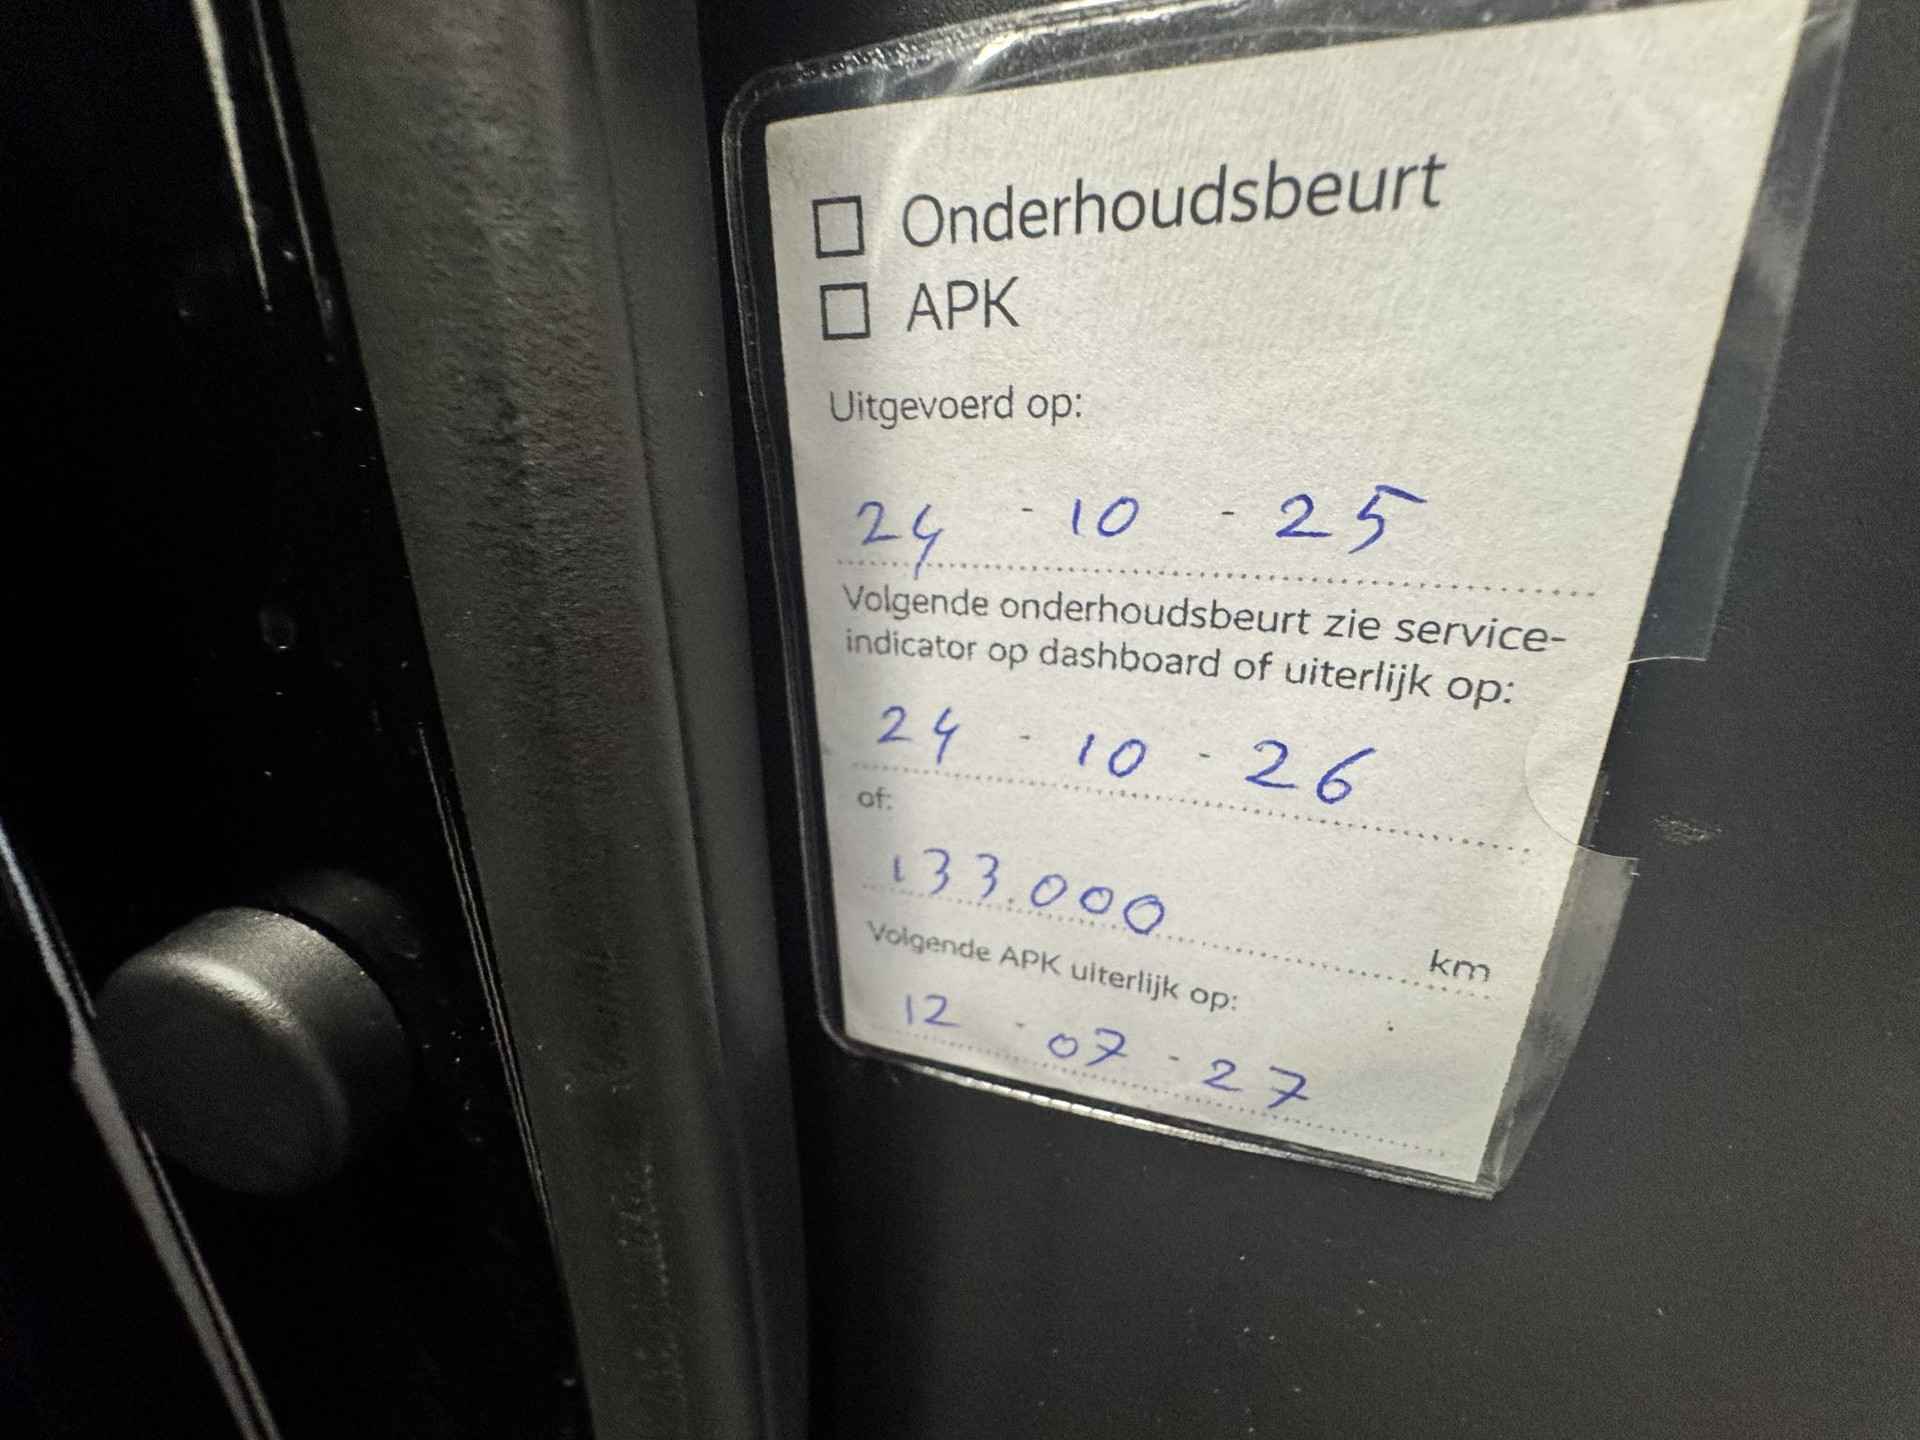 Onderhoudsbeurt
APK
Uitgevoerd op:
24 - 10 - 25
Volgende onderhoudsbeurt zie service-
indicator op dashboard of uiterlijk op:
24 - 10 - 26
of:
133.000 km
Volgende APK uiterlijk op:
12 - 07 - 27